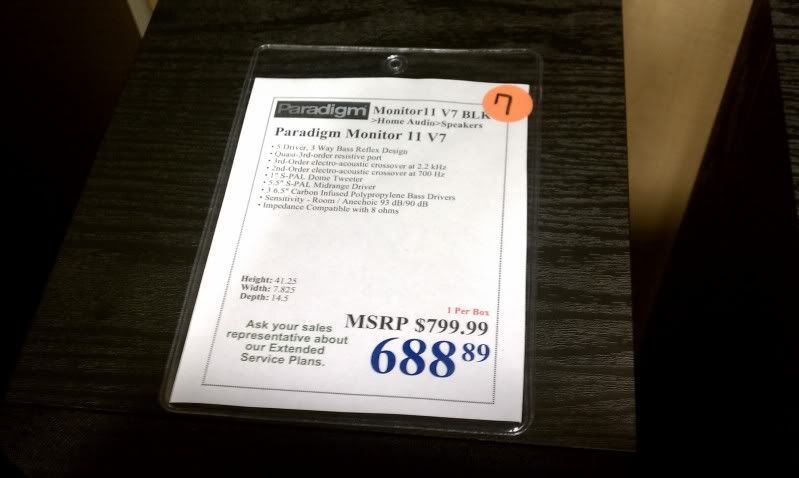 7
Paradigm Monitor11 V7 BLK
>Home Audio>Speakers
Paradigm Monitor 11 V7
• 5 Driver, 3 Way Bass Reflex Design
• Quasi-3rd-order resistive port
• 3rd-Order electro-acoustic crossover at 2.2 kHz
• 2nd-Order electro-acoustic crossover at 700 Hz
• 1" S-PAL Dome Tweeter
• 5.5" S-PAL Midrange Driver
• 3 6.5" Carbon Infused Polypropylene Bass Drivers
• Sensitivity - Room / Anechoic 93 dB/90 dB
• Impedance Compatible with 8 ohms
Height: 41.25
Width: 7.825
Depth: 14.5
1 Per Box
MSRP $799.99
688 89
Ask your sales
representative about
our Extended
Service Plans.